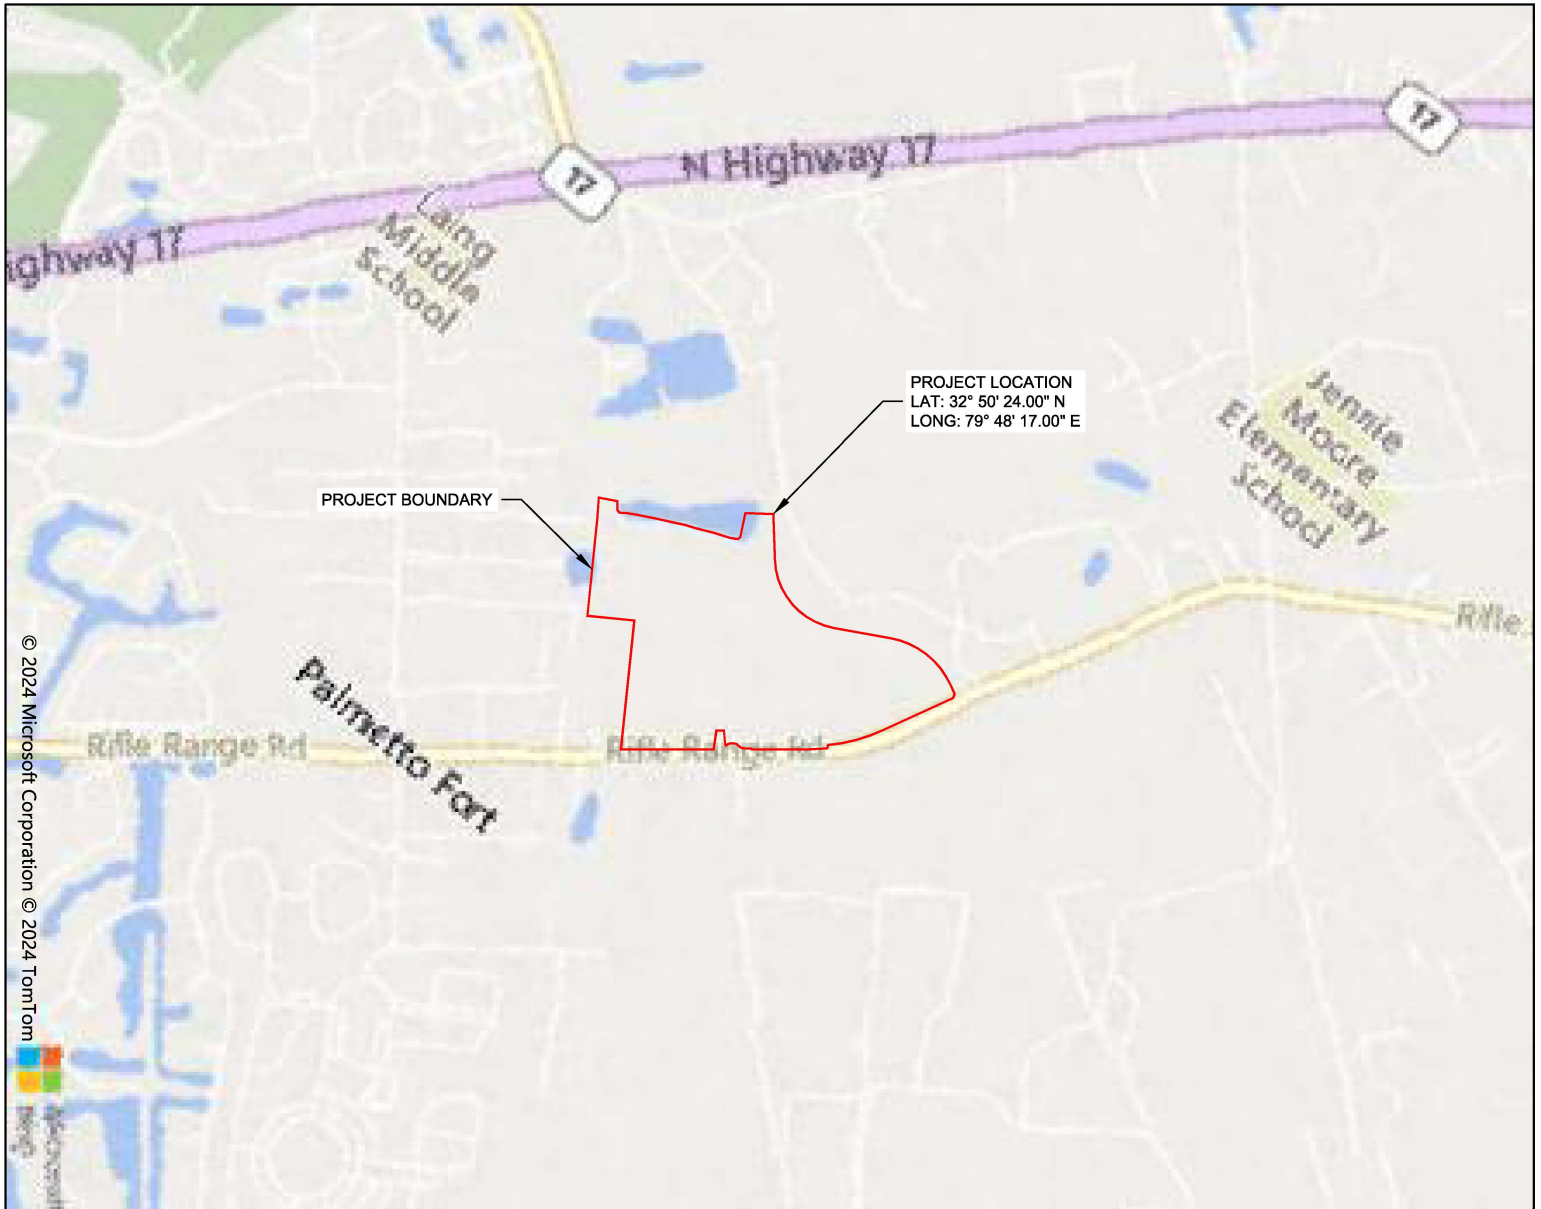 17
N Highway 17
17
ighway 17
Laing
Middle
School
PROJECT LOCATION
LAT: 32° 50' 24.00" N
LONG: 79° 48' 17.00" E
Jennie
Moore
Elementary
School
PROJECT BOUNDARY
Rifle
Palmetto Fort
Rifle Range Rd
Rifle Range Rd
© 2024 Microsoft Corporation © 2024 TomTom
Microsoft
Bing